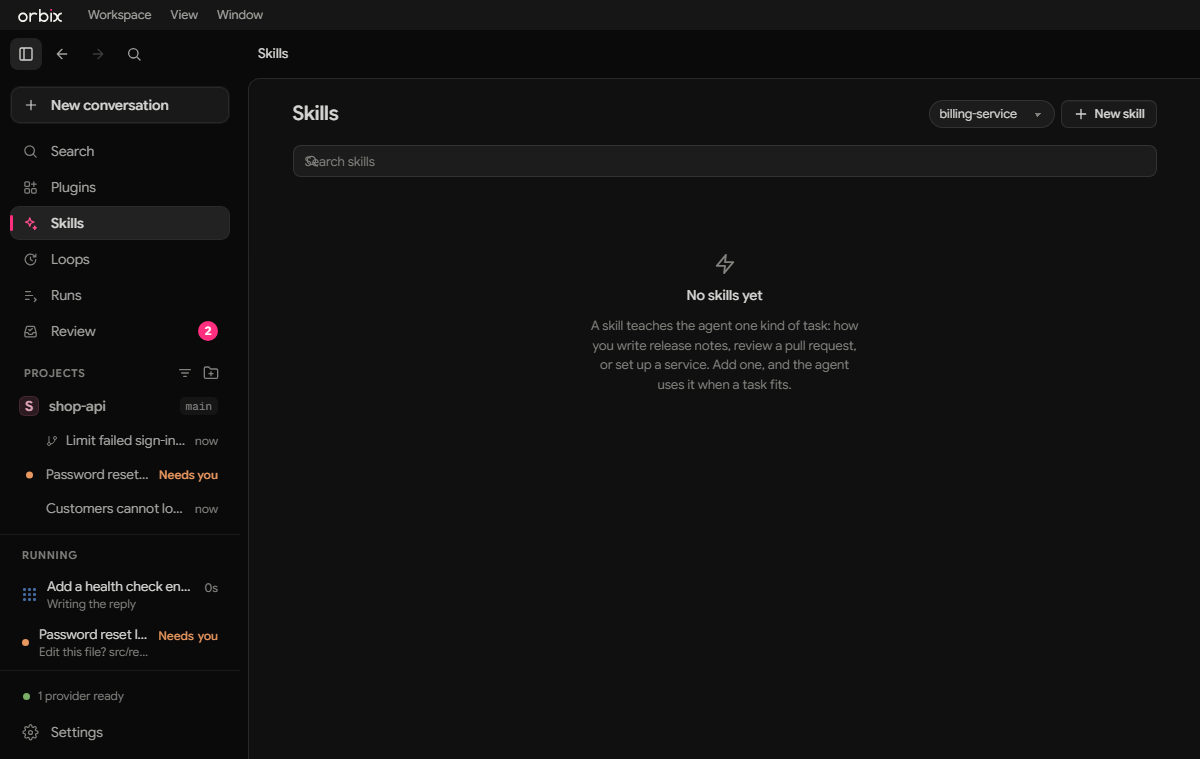 orbix Workspace View Window
Skills
New conversation
Search
Plugins
Skills
Loops
Runs
Review 2
PROJECTS
S shop-api main
Limit failed sign-in... now
Password reset... Needs you
Customers cannot lo... now
RUNNING
Add a health check en... 0s
Writing the reply
Password reset l... Needs you
Edit this file? src/re...
1 provider ready
Settings
Skills
billing-service
New skill
Search skills
No skills yet
A skill teaches the agent one kind of task: how
you write release notes, review a pull request,
or set up a service. Add one, and the agent
uses it when a task fits.